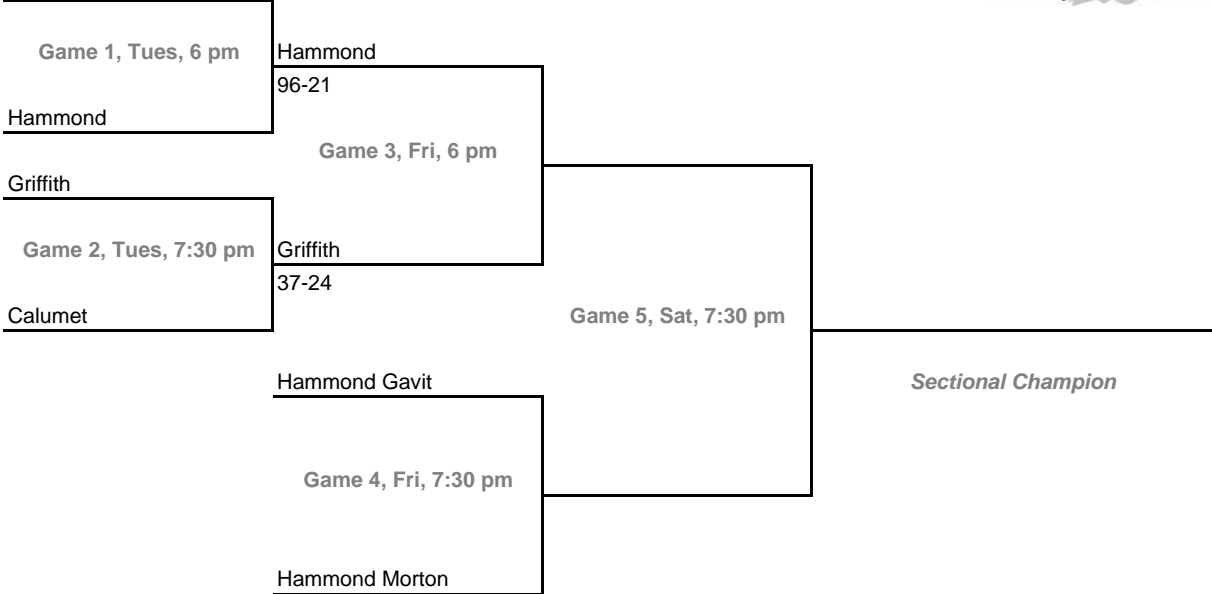 Game 1, Tues, 6 pm
Hammond
96-21
Hammond
Game 3, Fri, 6 pm
Griffith
Game 2, Tues, 7:30 pm
Griffith
37-24
Calumet
Game 5, Sat, 7:30 pm
Hammond Gavit
Sectional Champion
Game 4, Fri, 7:30 pm
Hammond Morton